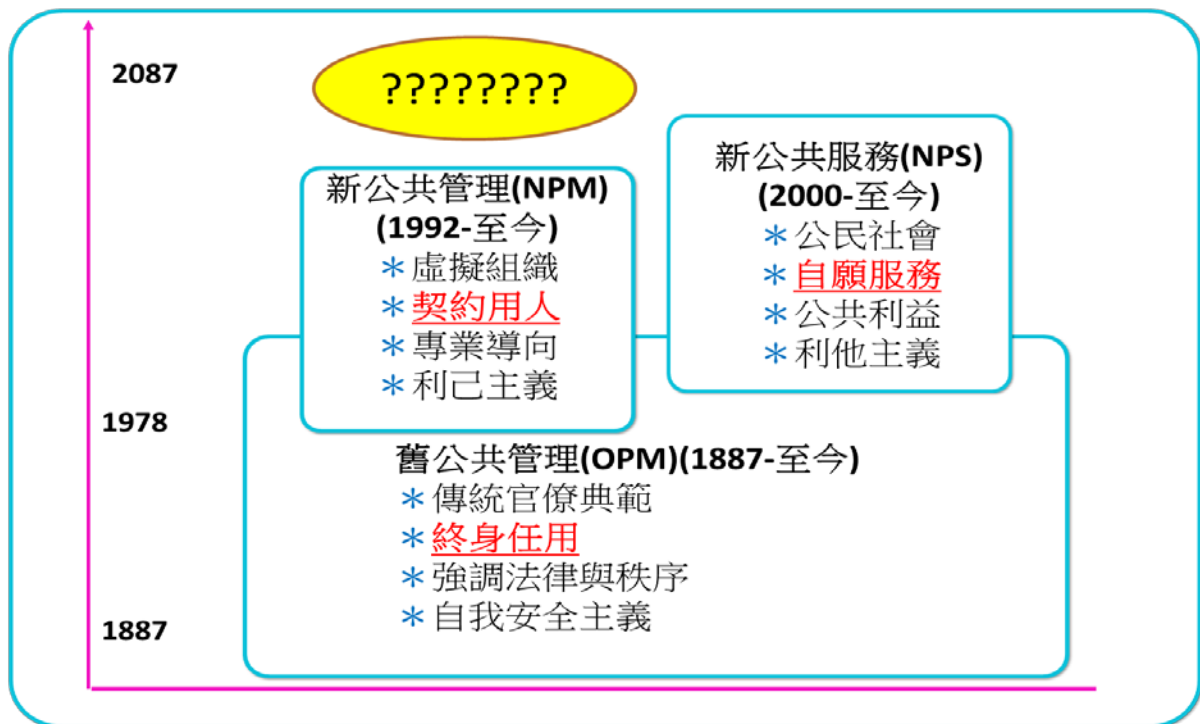 2087
????????
新公共管理(NPM)
(1992-至今)
＊虛擬組織
＊契約用人
＊專業導向
＊利己主義
新公共服務(NPS)
(2000-至今)
＊公民社會
＊自願服務
＊公共利益
＊利他主義
1978
舊公共管理(OPM)(1887-至今)
＊傳統官僚典範
＊終身任用
＊強調法律與秩序
＊自我安全主義
1887